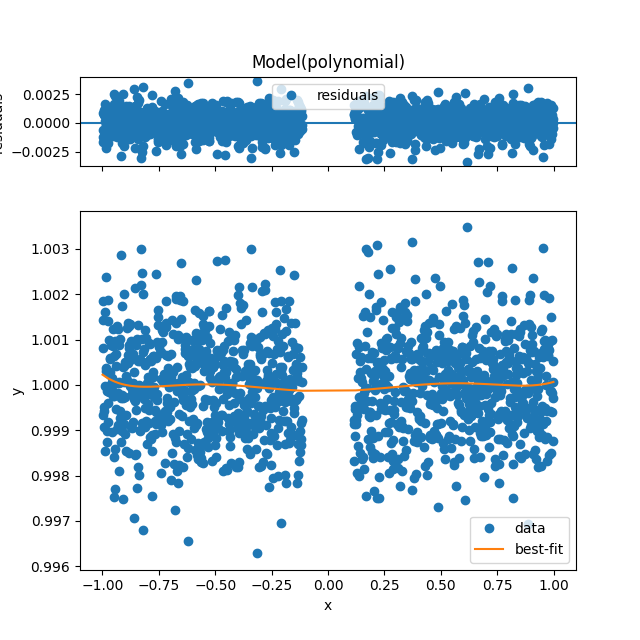 Model(polynomial)
residuals
0.0025
0.0000
−0.0025
residuals
1.003
1.002
1.001
1.000
0.999
0.998
0.997
0.996
y
data
best-fit
−1.00 −0.75 −0.50 −0.25 0.00 0.25 0.50 0.75 1.00
x